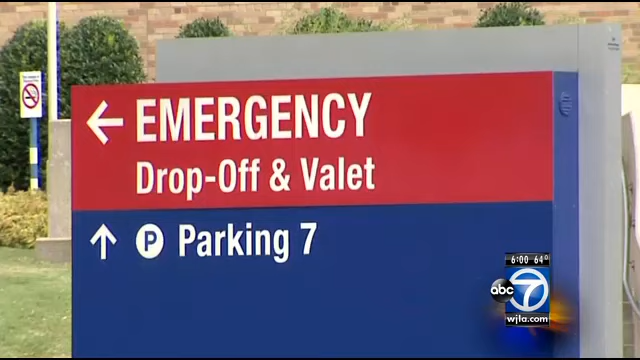 EMERGENCY
Drop-Off & Valet
P Parking 7
6:00 64°
abc 7
wjla.com